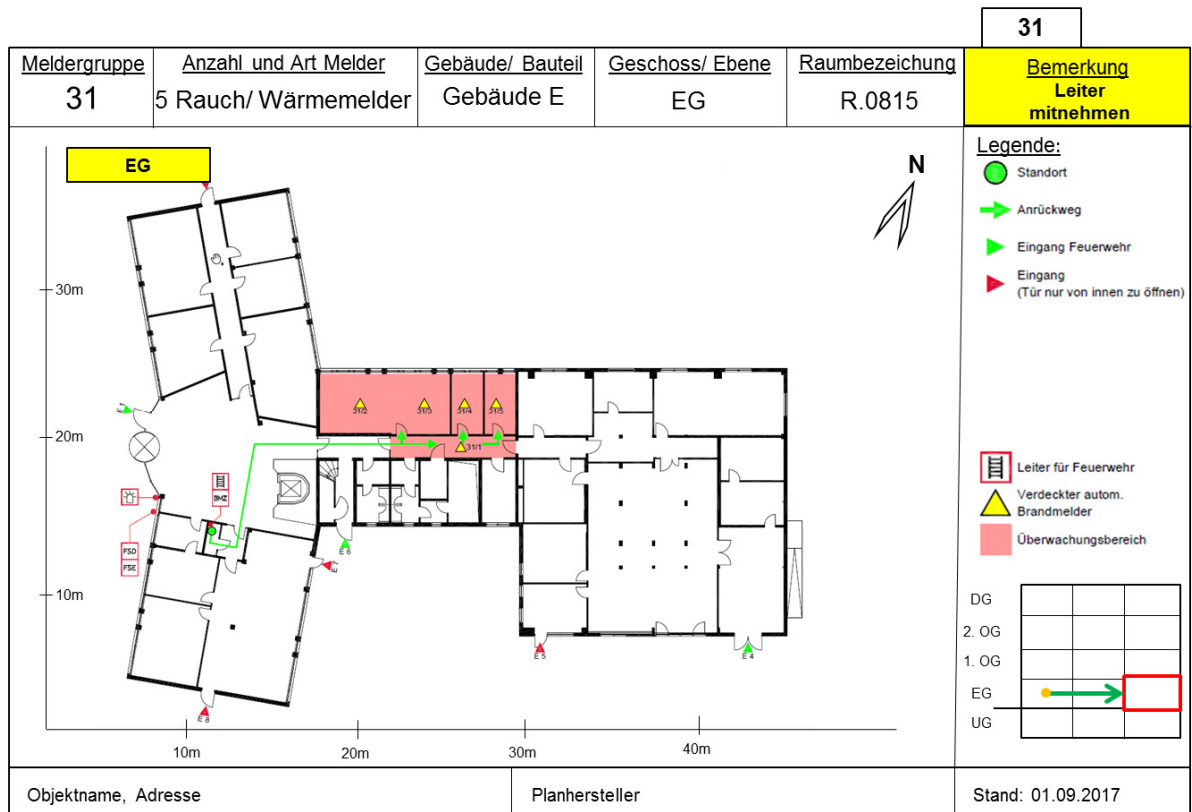 31
Meldergruppe
31
Anzahl und Art Melder
5 Rauch/ Wärmemelder
Gebäude/ Bauteil
Gebäude E
Geschoss/ Ebene
EG
Raumbezeichung
R.0815
Bemerkung
Leiter
mitnehmen
EG
N
30m
20m
10m
10m
20m
30m
40m
31/2
31/3
31/4
31/5
31/1
BMZ
FSD
FSE
E 6
E 5
E 4
E 8
Legende:
Standort
Anrückweg
Eingang Feuerwehr
Eingang
(Tür nur von innen zu öffnen)
Leiter für Feuerwehr
Verdeckter autom.
Brandmelder
Überwachungsbereich
DG
2. OG
1. OG
EG
UG
Objektname, Adresse
Planhersteller
Stand: 01.09.2017